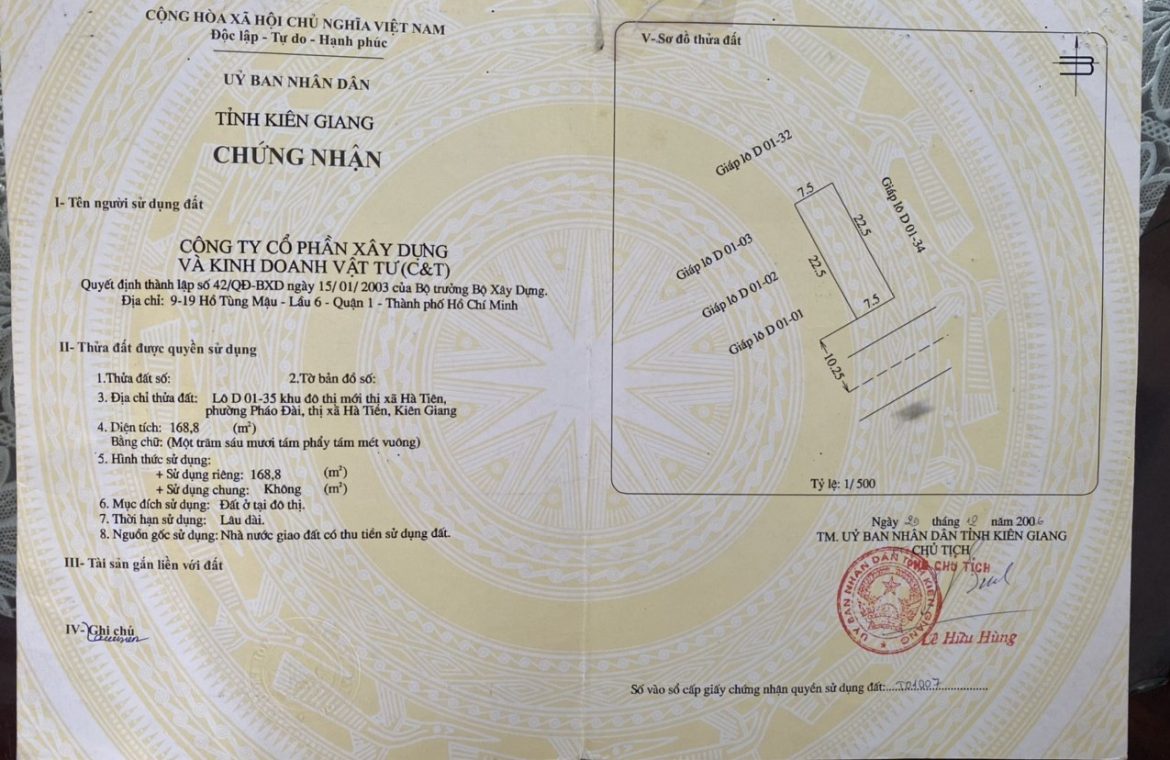 CỘNG HÒA XÃ HỘI CHỦ NGHĨA VIỆT NAM
Độc lập - Tự do - Hạnh phúc
UỶ BAN NHÂN DÂN
TỈNH KIÊN GIANG
CHỨNG NHẬN
I- Tên người sử dụng đất
CÔNG TY CỔ PHẦN XÂY DỰNG
VÀ KINH DOANH VẬT TƯ(C&T)
Quyết định thành lập số 42/QĐ-BXD ngày 15/01/ 2003 của Bộ trưởng Bộ Xây Dựng.
Địa chỉ: 9-19 Hồ Tùng Mậu - Lầu 6 - Quận 1 - Thành phố Hồ Chí Minh
II- Thửa đất được quyền sử dụng
1.Thửa đất số: 2.Tờ bản đồ số:
3. Địa chỉ thửa đất: Lô D 01-35 khu đô thị mới thị xã Hà Tiên,
phường Pháo Đài, thị xã Hà Tiên, Kiên Giang
4. Diện tích: 168,8 (m²)
Bằng chữ: (Một trăm sáu mươi tám phẩy tám mét vuông)
5. Hình thức sử dụng:
+ Sử dụng riêng: 168,8 (m²)
+ Sử dụng chung: Không (m²)
6. Mục đích sử dụng: Đất ở tại đô thị.
7. Thời hạn sử dụng: Lâu dài.
8. Nguồn gốc sử dụng: Nhà nước giao đất có thu tiền sử dụng đất.
III- Tài sản gắn liền với đất
IV- Ghi chú
V- Sơ đồ thửa đất
Giáp lô D 01-32
7.5
Giáp lô D 01-34
22.5
Giáp lô D 01-03
22.5
Giáp lô D 01-02
7.5
Giáp lô D 01-01
10.25
Tỷ lệ: 1/ 500
Ngày 20 tháng 12 năm 2006
TM. UỶ BAN NHÂN DÂN TỈNH KIÊN GIANG
CHỦ TỊCH
PHÓ CHỦ TỊCH
UỶ BAN NHÂN DÂN TỈNH KIÊN GIANG
Lê Hữu Hùng
Số vào sổ cấp giấy chứng nhận quyền sử dụng đất: